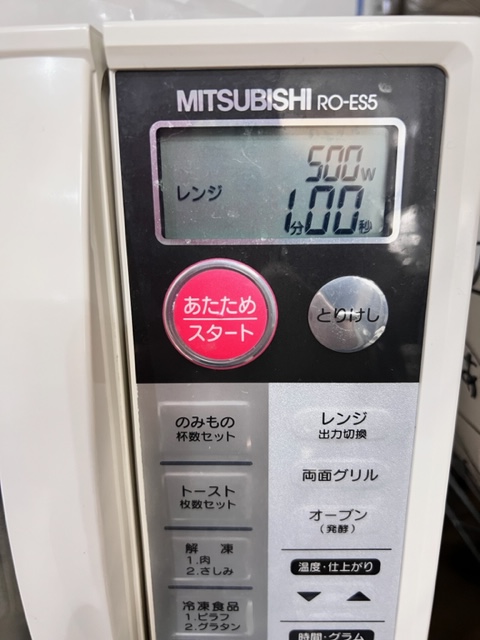 MITSUBISHI RO-ES5
500W
レンジ
1分00秒
あたため
スタート
とりけし
のみもの
杯数セット
レンジ
出力切換
トースト
枚数セット
両面グリル
オーブン
(発酵)
解 凍
1.肉
2.さしみ
温度・仕上がり
▼ ▲
冷凍食品
1.ピラフ
2.グラタン
時間・グラム